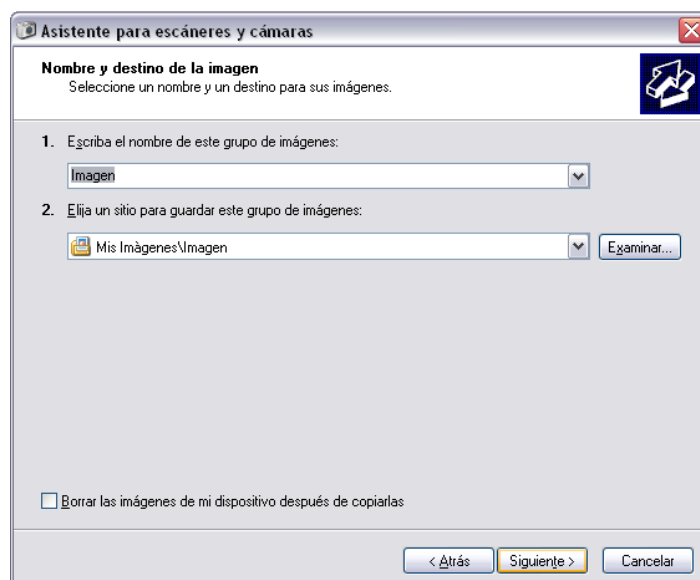 Asistente para escáneres y cámaras
Nombre y destino de la imagen
Seleccione un nombre y un destino para sus imágenes.
1. Escriba el nombre de este grupo de imágenes:
Imagen
2. Elija un sitio para guardar este grupo de imágenes:
Mis Imàgenes\Imagen
Examinar...
Borrar las imágenes de mi dispositivo después de copiarlas
< Atrás Siguiente > Cancelar